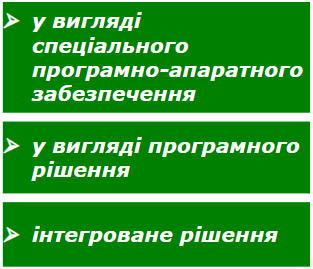 ➢ у вигляді
спеціального
програмно-апаратного
забезпечення
➢ у вигляді програмного
рішення
➢ інтегроване рішення